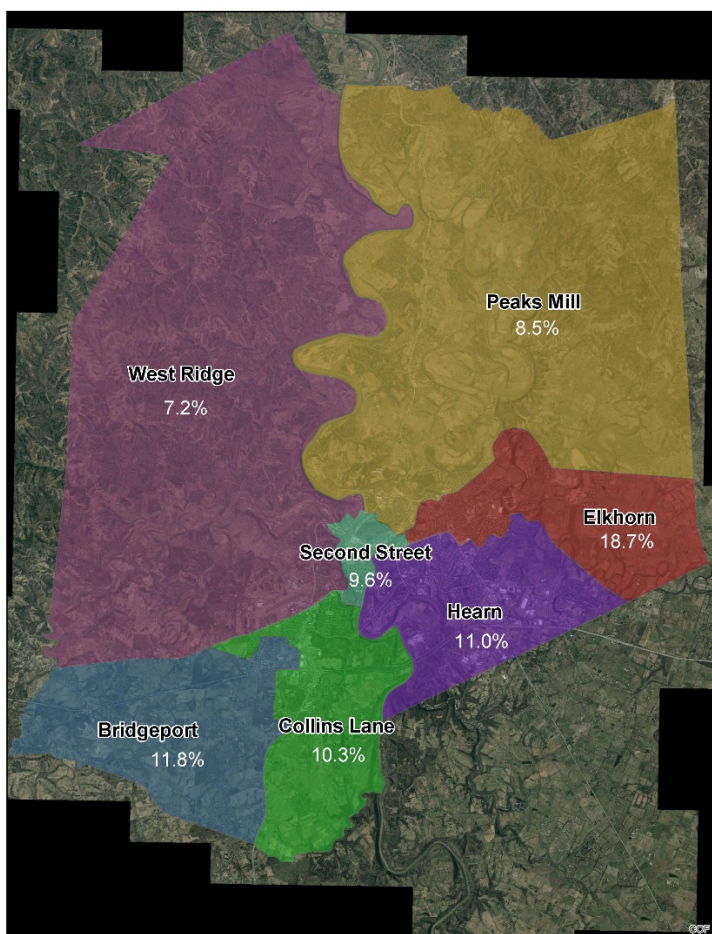 Peaks Mill
8.5%
West Ridge
7.2%
Elkhorn
18.7%
Second Street
9.6%
Hearn
11.0%
Bridgeport
11.8%
Collins Lane
10.3%